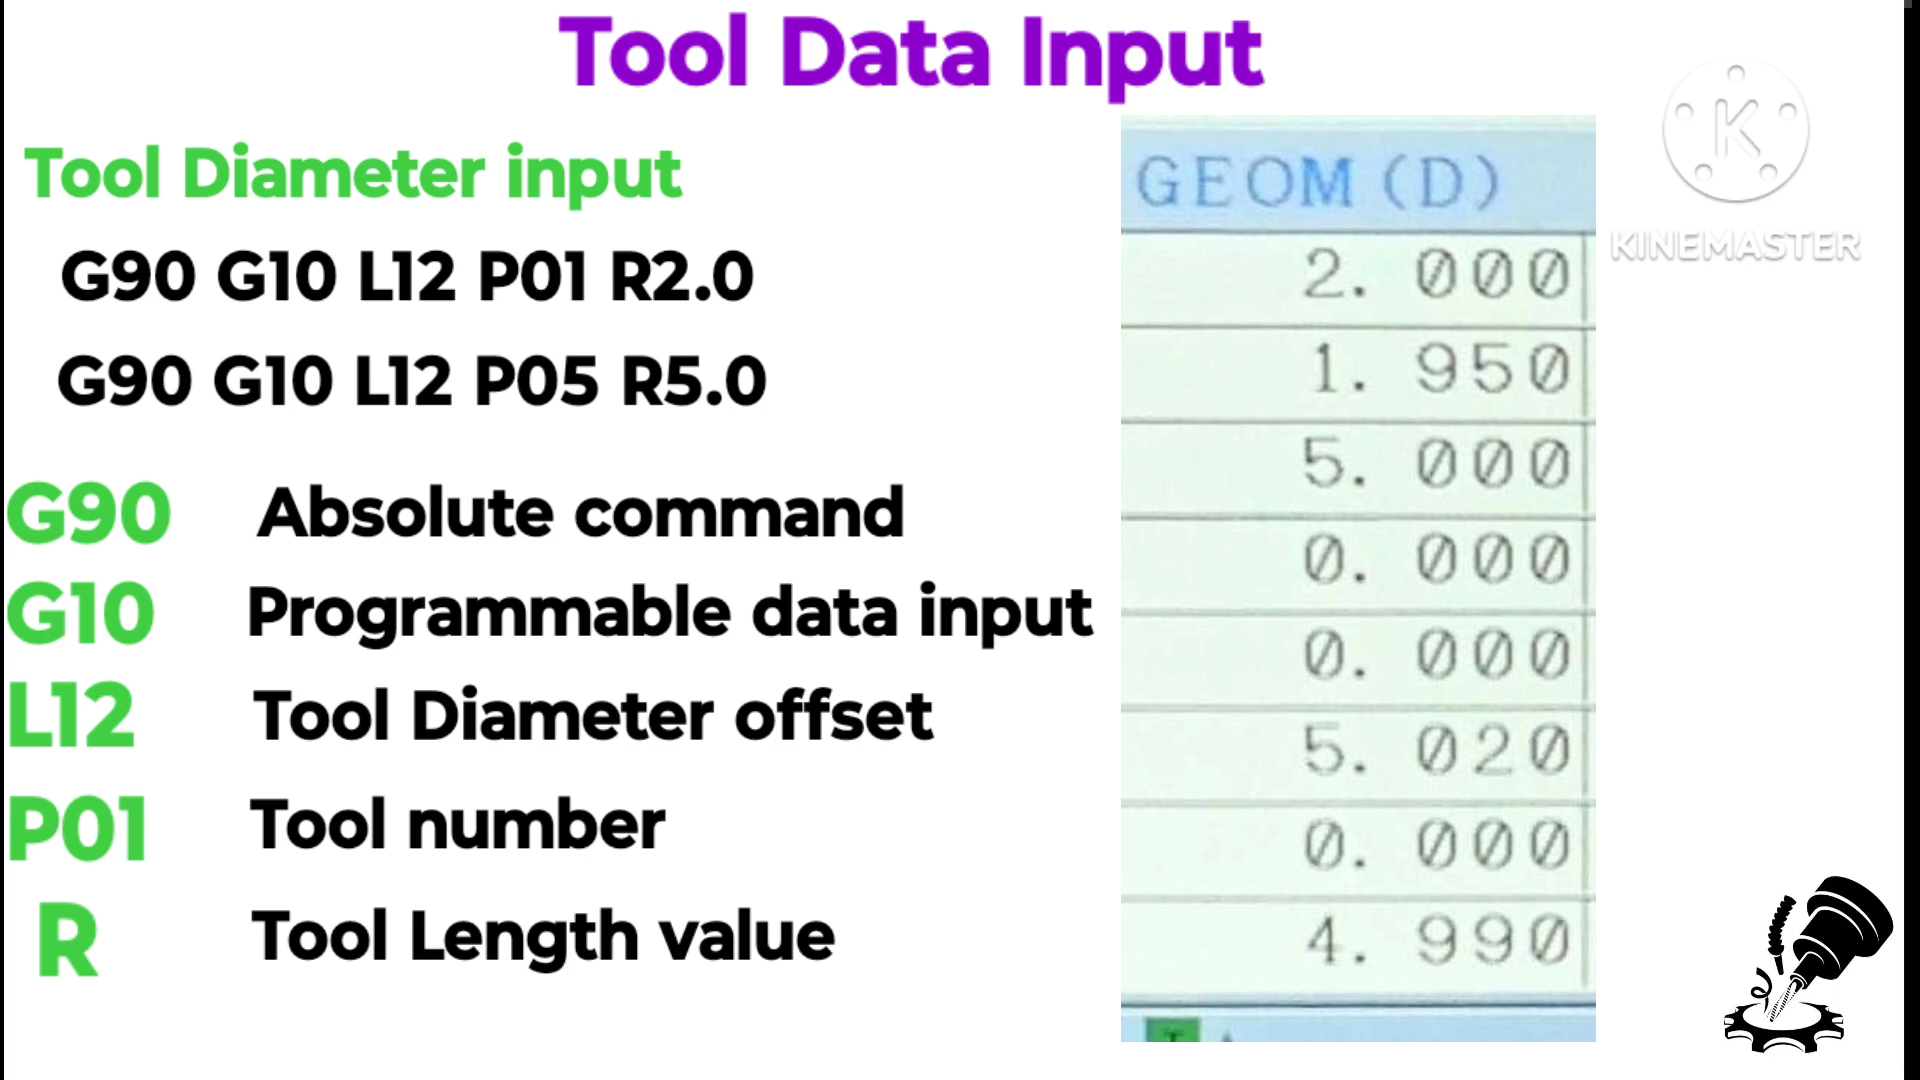 Tool Data Input
Tool Diameter input
G90 G10 L12 P01 R2.0
G90 G10 L12 P05 R5.0
G90 Absolute command
G10 Programmable data input
L12 Tool Diameter offset
P01 Tool number
R Tool Length value
GEOM(D)
2.000
1.950
5.000
0.000
0.000
5.020
0.000
4.990
K
KINEMASTER